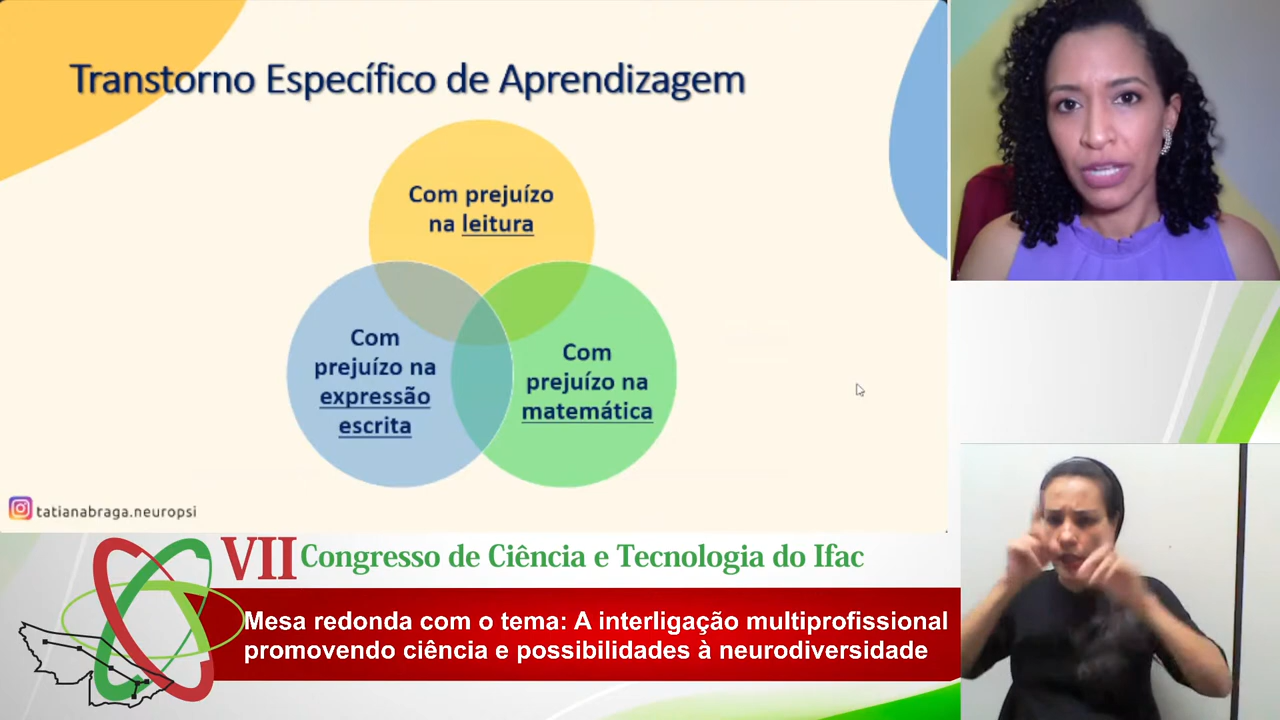 Transtorno Específico de Aprendizagem
Com prejuízo
na leitura
Com
prejuízo na
expressão
escrita
Com
prejuízo na
matemática
tatianabraga.neuropsi
VII Congresso de Ciência e Tecnologia do Ifac
Mesa redonda com o tema: A interligação multiprofissional
promovendo ciência e possibilidades à neurodiversidade